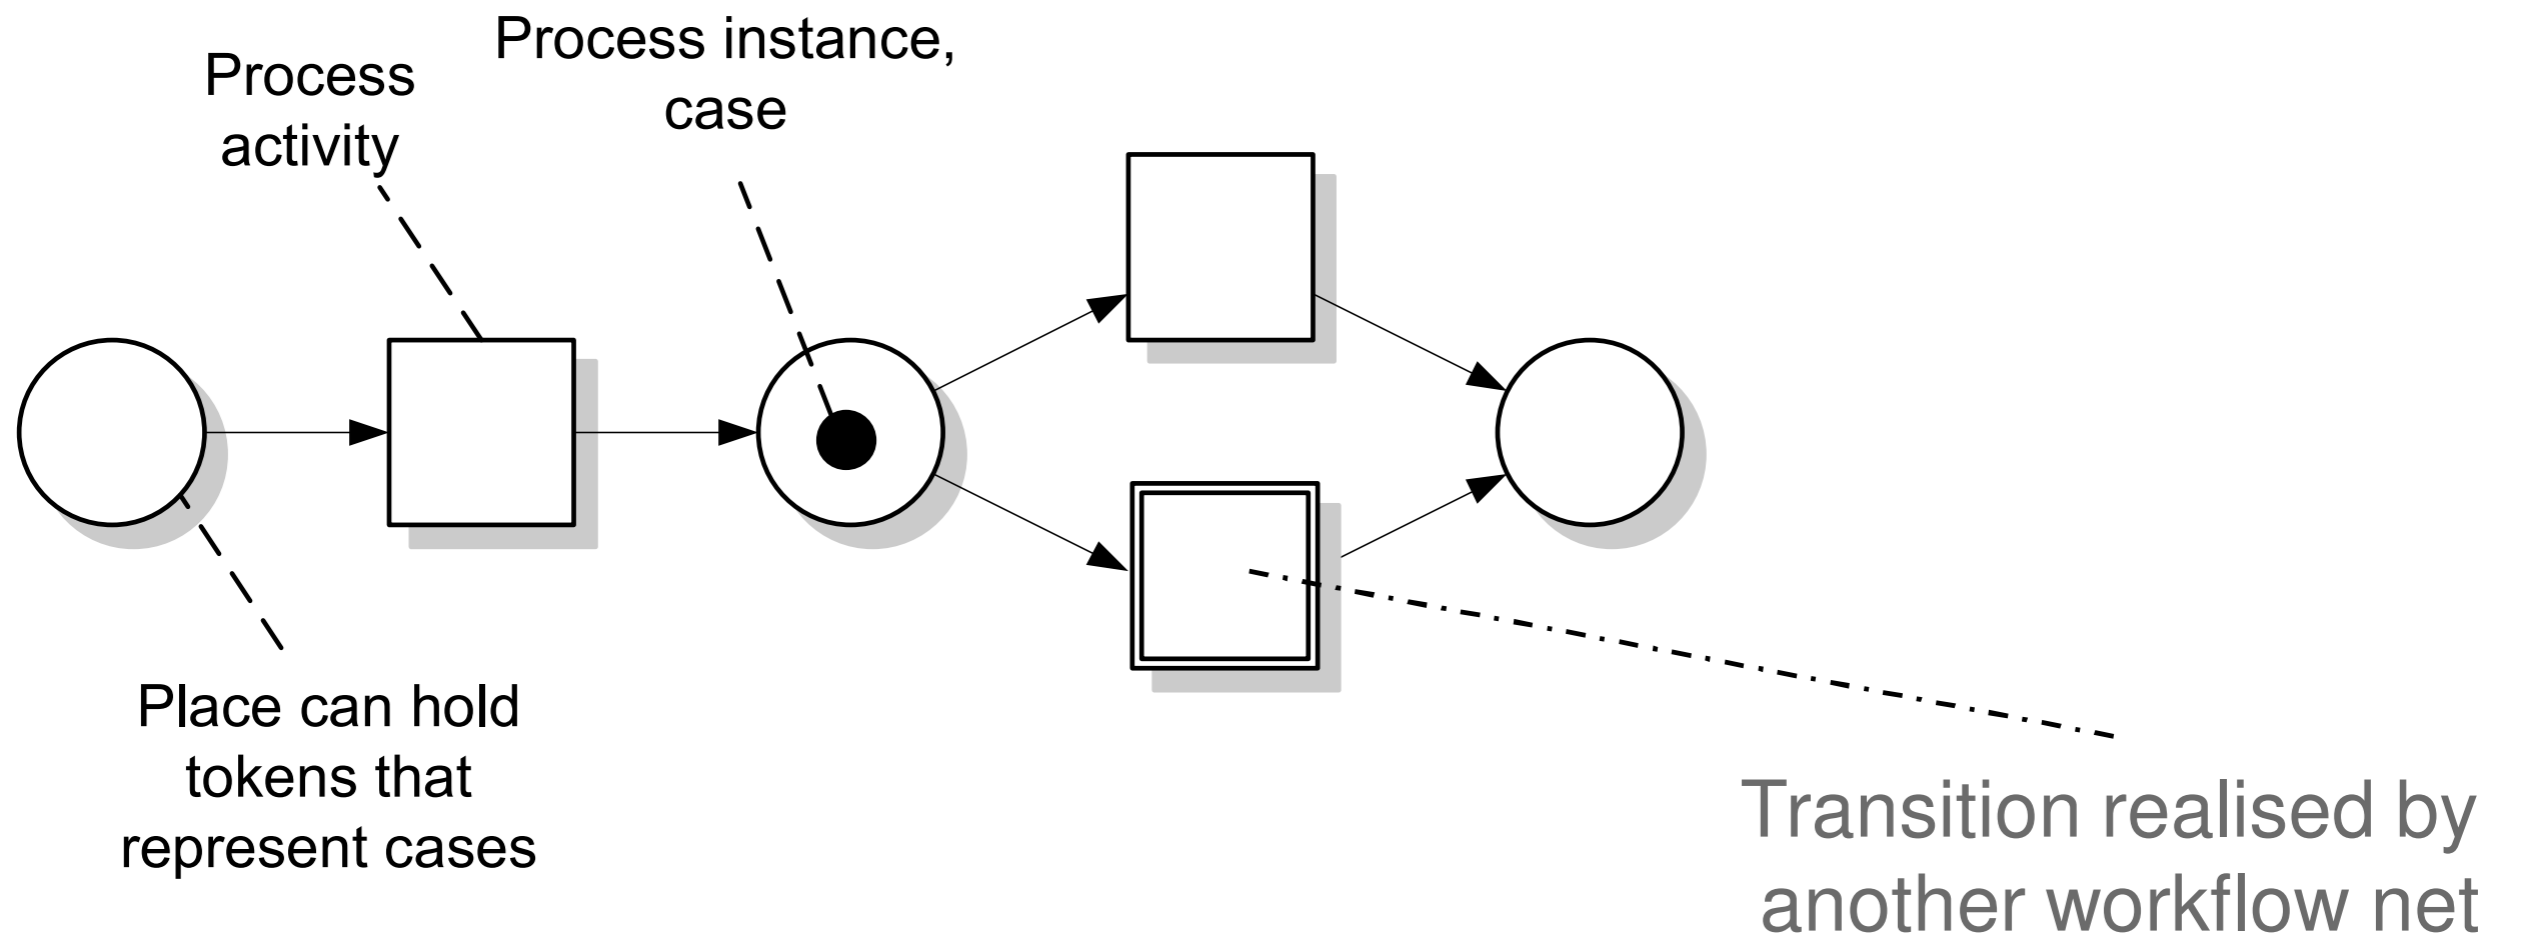 Process
activity
Process instance,
case
Place can hold
tokens that
represent cases
Transition realised by
another workflow net